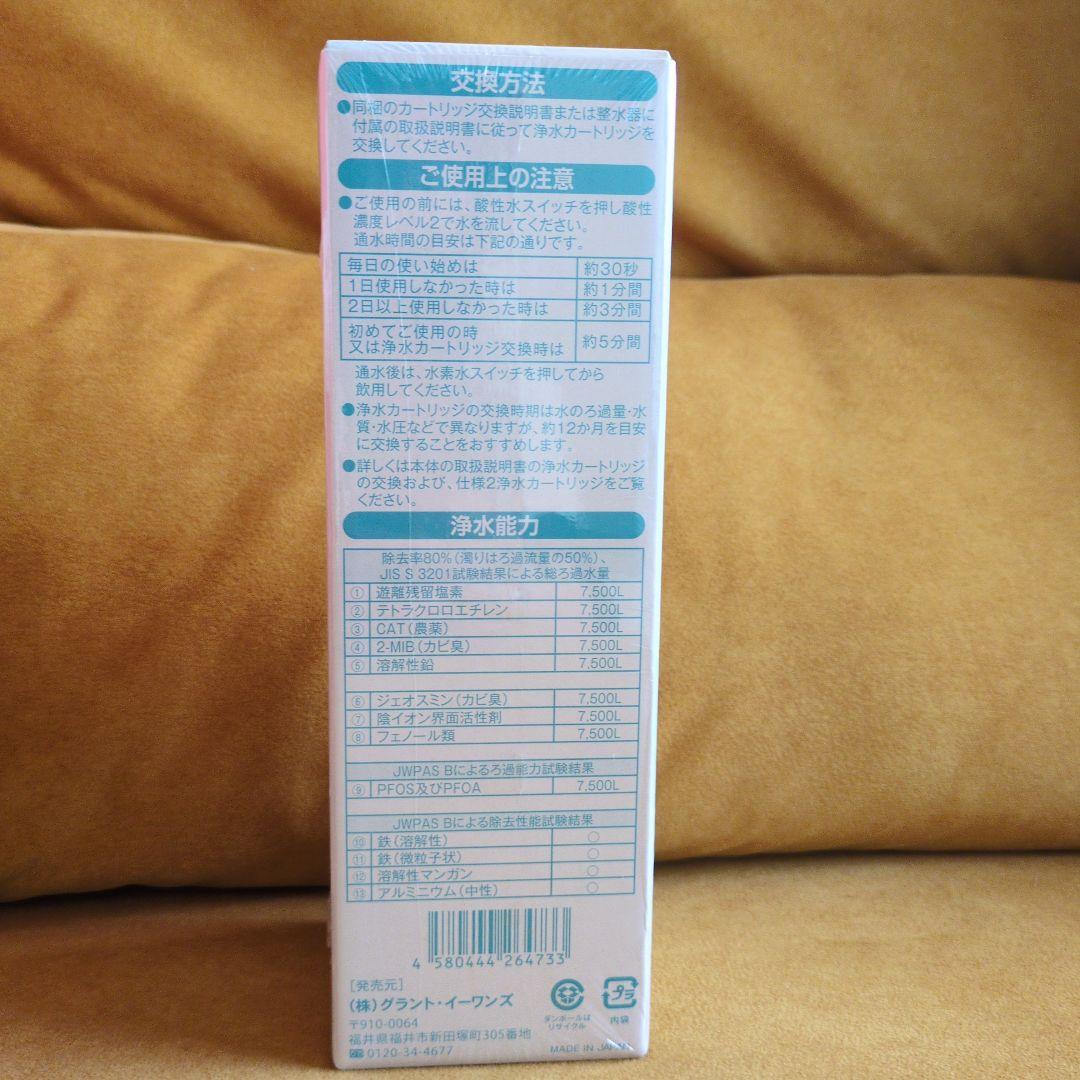 交換方法
●同梱のカートリッジ交換説明書または整水器に
付属の取扱説明書に従って浄水カートリッジを
交換してください。
ご使用上の注意
●ご使用の前には、酸性水スイッチを押し酸性
濃度レベル2で水を流してください。
通水時間の目安は下記の通りです。
毎日の使い始めは 約30秒
1日使用しなかった時は 約1分間
2日以上使用しなかった時は 約3分間
初めてご使用の時
又は浄水カートリッジ交換時は 約5分間
通水後は、水素水スイッチを押してから
飲用してください。
●浄水カートリッジの交換時期は水のろ過量・水
質・水圧などで異なりますが、約12か月を目安
に交換することをおすすめします。
●詳しくは本体の取扱説明書の浄水カートリッジ
の交換および、仕様2浄水カートリッジをご覧
ください。
浄水能力
除去率80%(濁りはろ過流量の50%)、
JIS S 3201試験結果による総ろ過水量
① 遊離残留塩素 7,500L
② テトラクロロエチレン 7,500L
③ CAT(農薬) 7,500L
④ 2-MIB(カビ臭) 7,500L
⑤ 溶解性鉛 7,500L
⑥ ジェオスミン(カビ臭) 7,500L
⑦ 陰イオン界面活性剤 7,500L
⑧ フェノール類 7,500L
JWPAS Bによるろ過能力試験結果
⑨ PFOS及びPFOA 7,500L
JWPAS Bによる除去性能試験結果
⑩ 鉄(溶解性) ○
⑪ 鉄(微粒子状) ○
⑫ 溶解性マンガン ○
⑬ アルミニウム(中性) ○
4 580444 264733
[発売元]
(株)グラント・イーワンズ
〒910-0064
福井県福井市新田塚町305番地
0120-34-4677
ダンボールは
リサイクル
プラ
内袋
MADE IN JAPAN